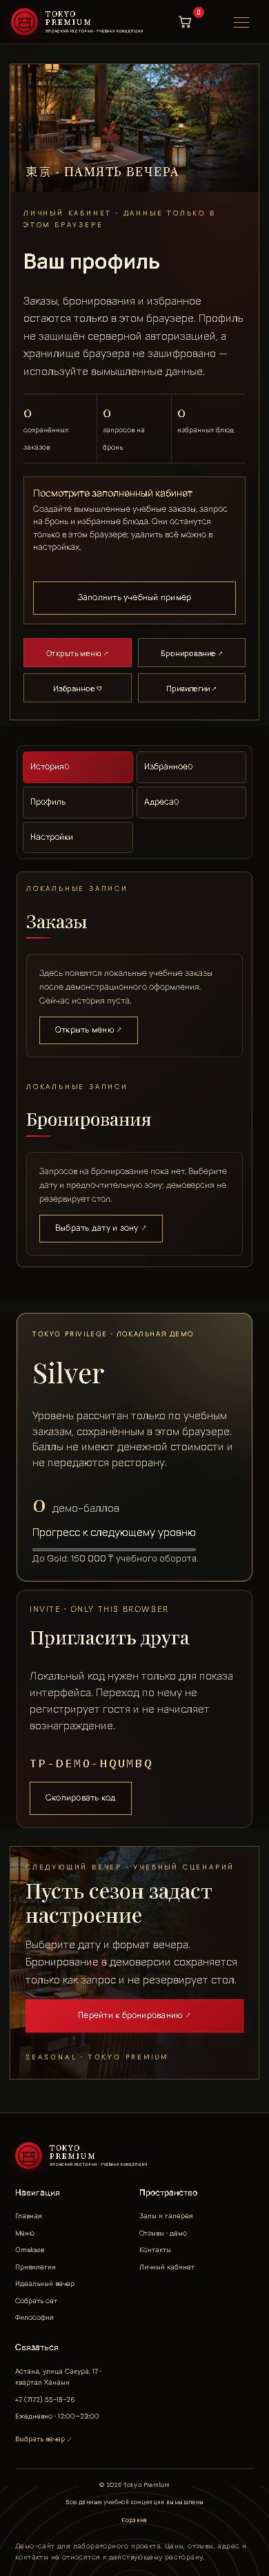 TOKYO
PREMIUM
ЯПОНСКИЙ РЕСТОРАН · УЧЕБНАЯ КОНЦЕПЦИЯ
0
東京 · ПАМЯТЬ ВЕЧЕРА
ЛИЧНЫЙ КАБИНЕТ · ДАННЫЕ ТОЛЬКО В
ЭТОМ БРАУЗЕРЕ
Ваш профиль
Заказы, бронирования и избранное
остаются только в этом браузере. Профиль
не защищён серверной авторизацией, а
хранилище браузера не зашифровано —
используйте вымышленные данные.
0
сохранённых
заказов
0
запросов на
бронь
0
избранных блюд
Посмотрите заполненный кабинет
Создайте вымышленные учебные заказы, запрос
на бронь и избранные блюда. Они останутся
только в этом браузере; удалить всё можно в
настройках.
Заполнить учебный пример
Открыть меню ↗
Бронирование ↗
Избранное ♡
Привилегии ↗
История0
Избранное0
Профиль
Адреса0
Настройки
ЛОКАЛЬНЫЕ ЗАПИСИ
Заказы
Здесь появятся локальные учебные заказы
после демонстрационного оформления.
Сейчас история пуста.
Открыть меню ↗
ЛОКАЛЬНЫЕ ЗАПИСИ
Бронирования
Запросов на бронирование пока нет. Выберите
дату и предпочтительную зону; демоверсия не
резервирует стол.
Выбрать дату и зону ↗
TOKYO PRIVILEGE · ЛОКАЛЬНАЯ ДЕМО
Silver
Уровень рассчитан только по учебным
заказам, сохранённым в этом браузере.
Баллы не имеют денежной стоимости и
не передаются ресторану.
0 демо-баллов
Прогресс к следующему уровню
До Gold: 150 000 ₸ учебного оборота.
INVITE · ONLY THIS BROWSER
Пригласить друга
Локальный код нужен только для показа
интерфейса. Переход по нему не
регистрирует гостя и не начисляет
вознаграждение.
TP-DEMO-HQUMBQ
Скопировать код
СЛЕДУЮЩИЙ ВЕЧЕР · УЧЕБНЫЙ СЦЕНАРИЙ
Пусть сезон задаст
настроение
Выберите дату и формат вечера.
Бронирование в демоверсии сохраняется
только как запрос и не резервирует стол.
Перейти к бронированию ↗
SEASONAL · TOKYO PREMIUM
TOKYO
PREMIUM
ЯПОНСКИЙ РЕСТОРАН · УЧЕБНАЯ КОНЦЕПЦИЯ
Навигация
Главная
Меню
Omakase
Привилегии
Идеальный вечер
Собрать сет
Философия
Пространство
Залы и галерея
Отзывы · демо
Контакты
Личный кабинет
Связаться
Астана, улица Сакура, 17 ·
квартал Ханами
+7 (7172) 55-18-26
Ежедневно · 12:00–23:00
Выбрать вечер ↗
© 2026 Tokyo Premium
Все данные учебной концепции вымышлены
Корзина
Демо-сайт для лабораторного проекта. Цены, отзывы, адрес и
контакты не относятся к действующему ресторану.